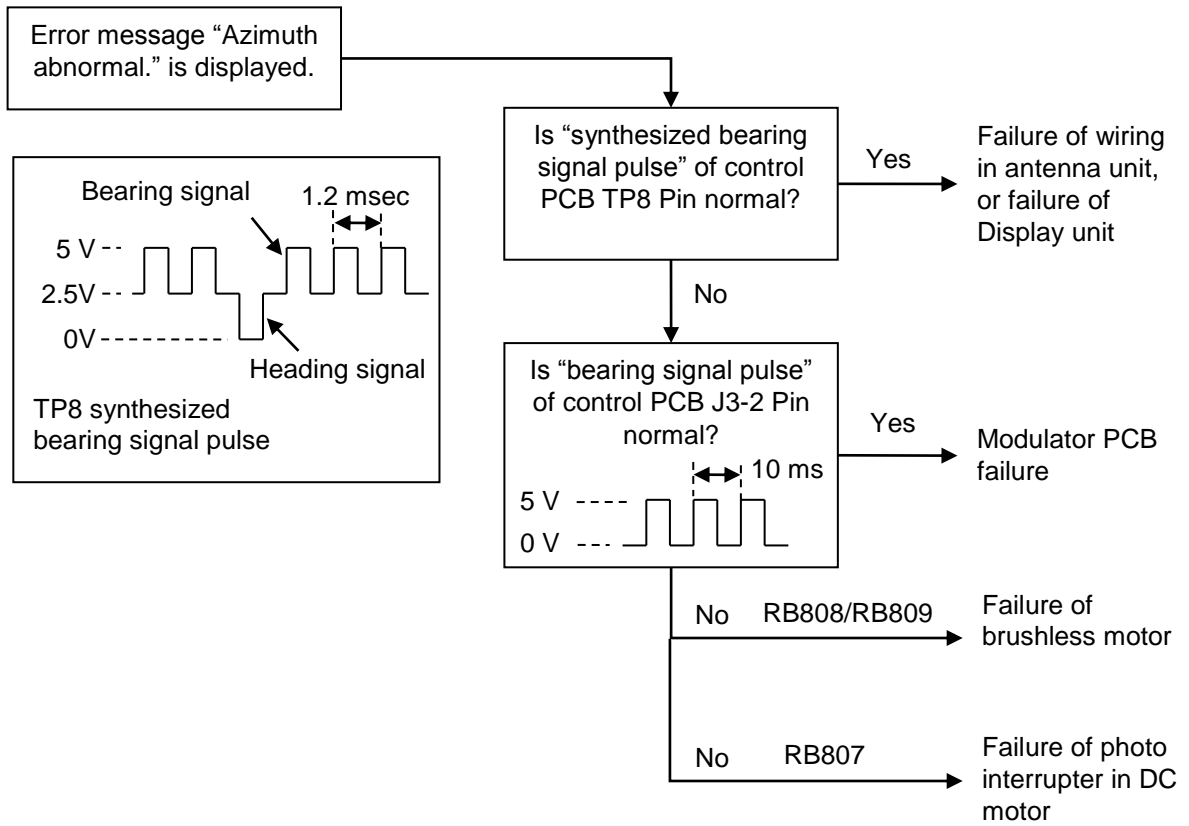 Error message “Azimuth
abnormal.” is displayed.
Is “synthesized bearing
signal pulse” of control
PCB TP8 Pin normal?
Yes
Failure of wiring
in antenna unit,
or failure of
Display unit
Bearing signal
1.2 msec
5 V
2.5V
0V
Heading signal
TP8 synthesized
bearing signal pulse
No
Is “bearing signal pulse”
of control PCB J3-2 Pin
normal?
10 ms
5 V
0 V
Yes
Modulator PCB
failure
No RB808/RB809
Failure of
brushless motor
No RB807
Failure of photo
interrupter in DC
motor